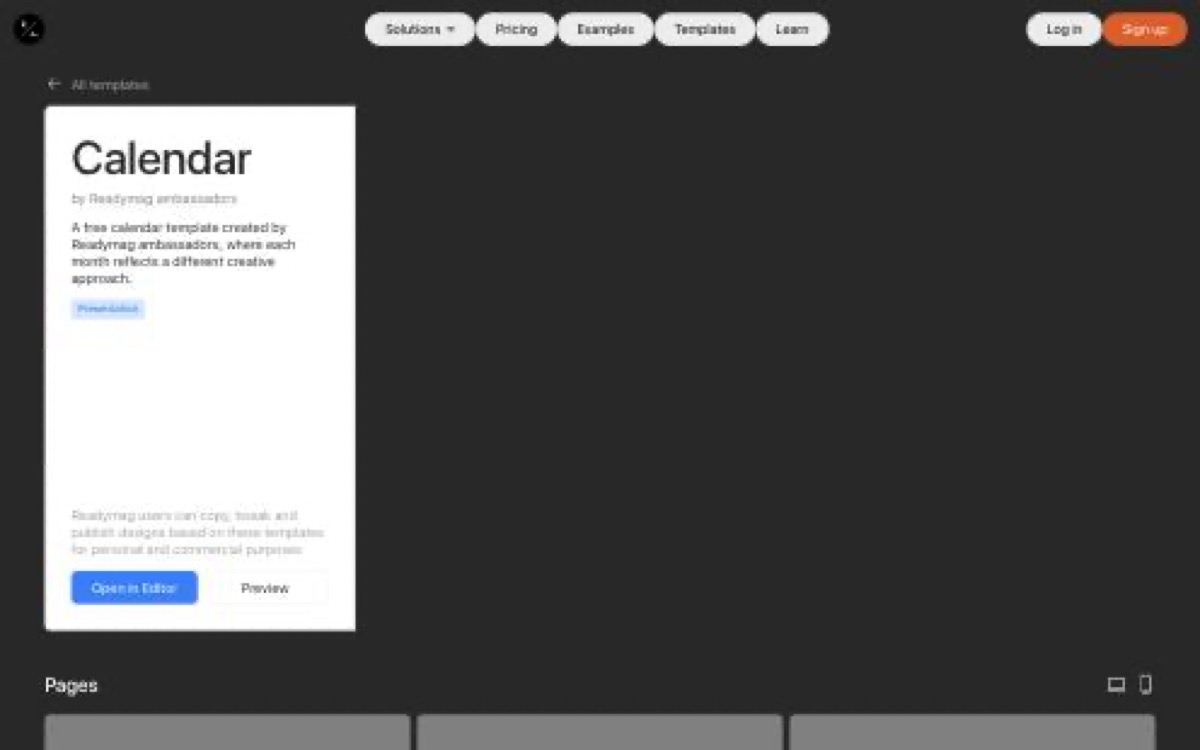 Solutions
Pricing
Examples
Templates
Learn
Log in
Sign up
All templates
Calendar
by Readymag ambassadors
A free calendar template created by
Readymag ambassadors, where each
month reflects a different creative
approach.
Presentation
Readymag users can copy, tweak and
publish designs based on these templates
for personal and commercial purposes
Open in Editor
Preview
Pages